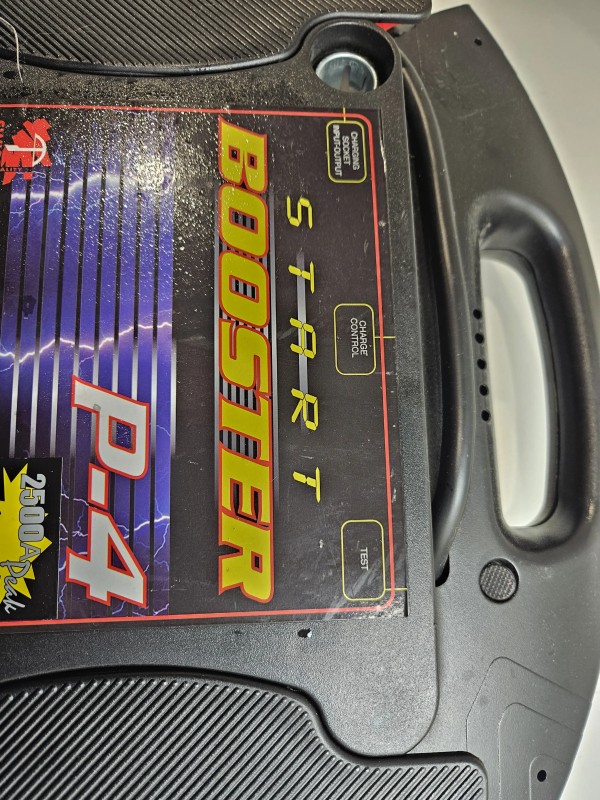 CHARGING
SOCKET
INPUT-OUTPUT
CHARGE
CONTROL
TEST
START
BOOSTER
P.4
2500A
Peak